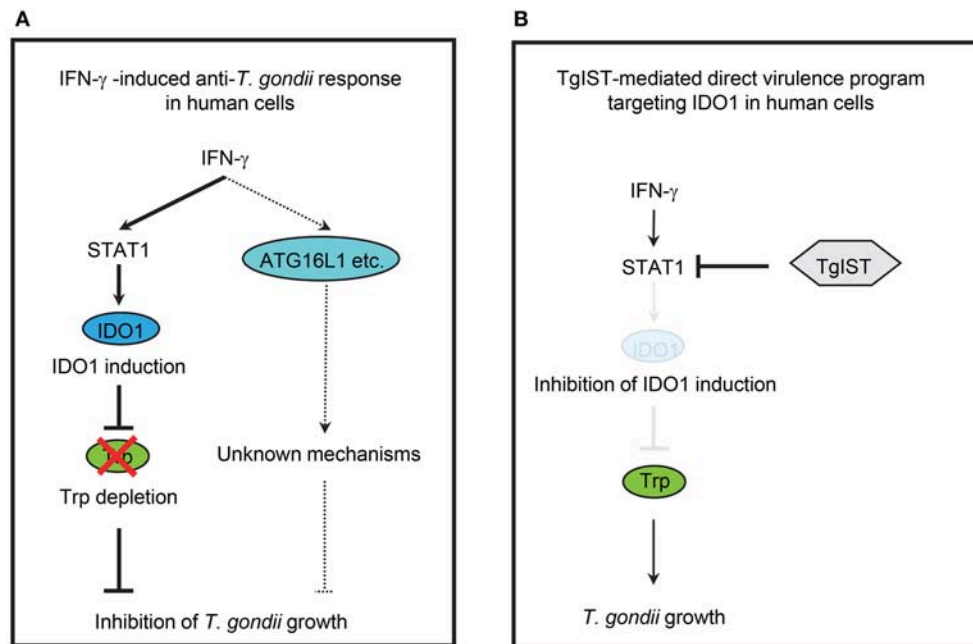 A
IFN-γ -induced anti-T. gondii response
in human cells
IFN-γ
STAT1
ATG16L1 etc.
IDO1
IDO1 induction
Unknown mechanisms
Trp
Trp depletion
Inhibition of T. gondii growth
B
TgIST-mediated direct virulence program
targeting IDO1 in human cells
IFN-γ
STAT1
TgIST
IDO1
Inhibition of IDO1 induction
Trp
T. gondii growth